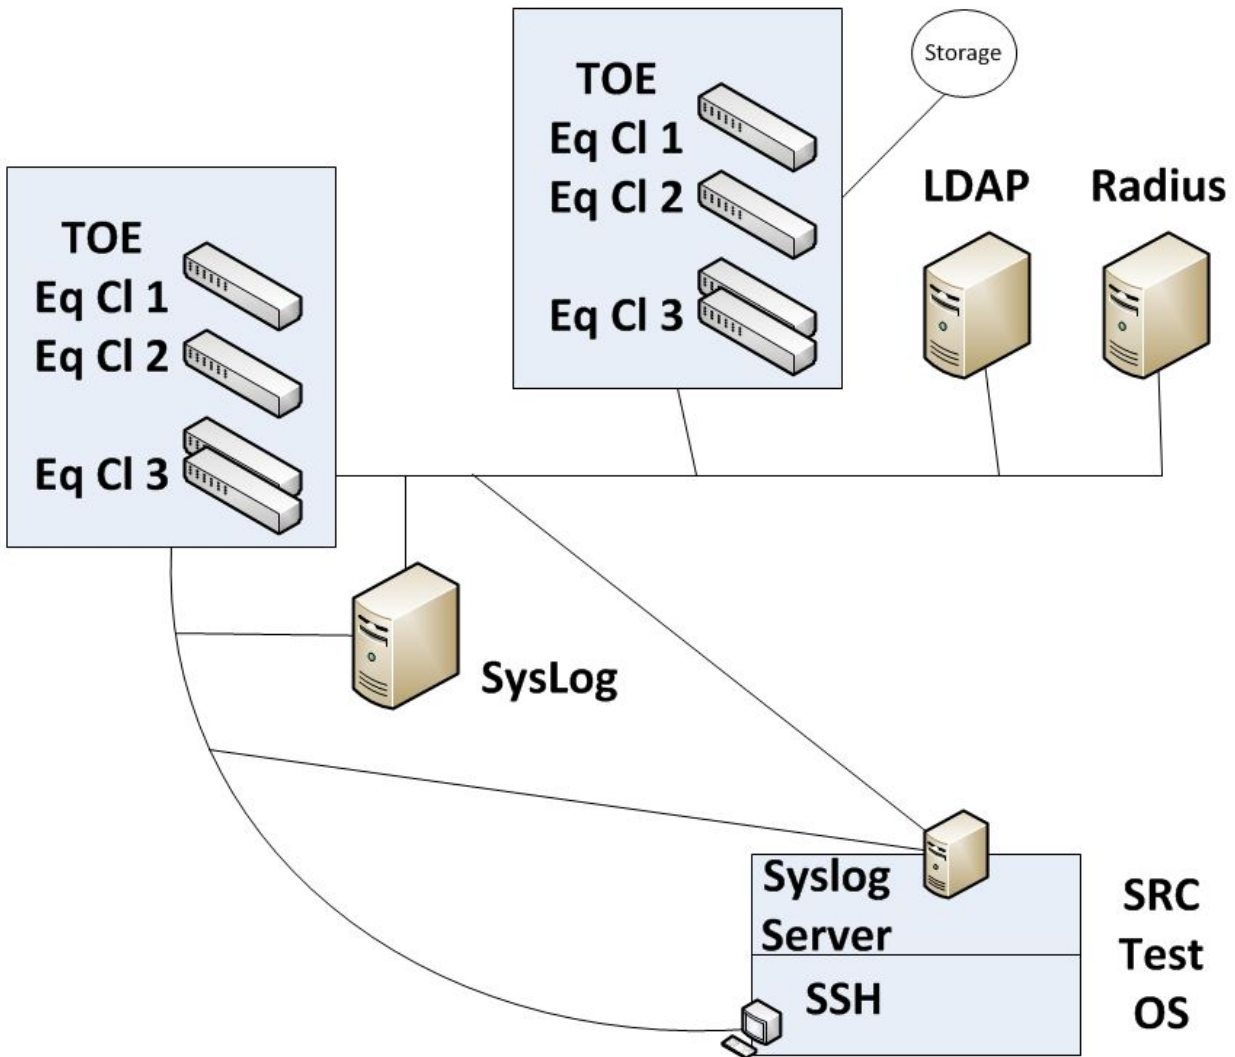 TOE
Eq Cl 1
Eq Cl 2
Eq Cl 3
Storage
LDAP
Radius
TOE
Eq Cl 1
Eq Cl 2
Eq Cl 3
SysLog
Syslog
Server
SSH
SRC
Test
OS